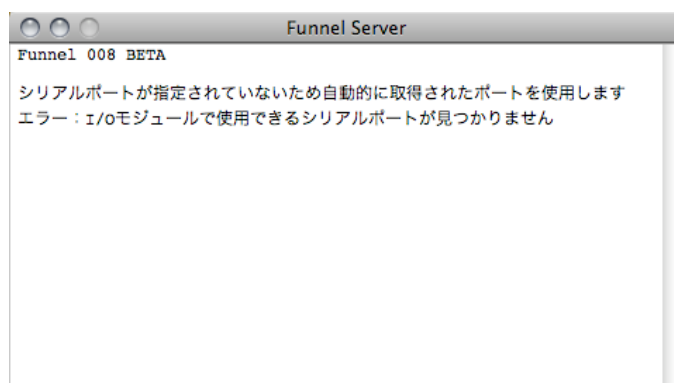 Funnel Server
Funnel 008 BETA
シリアルポートが指定されていないため自動的に取得されたポートを使用します
エラー：I/Oモジュールで使用できるシリアルポートが見つかりません